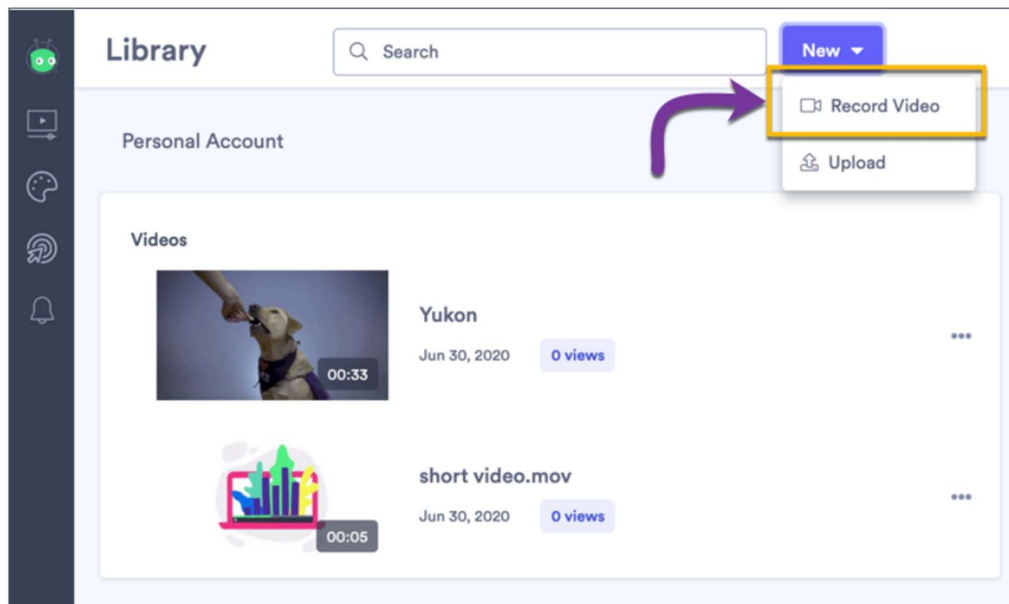 Library
Search
New
Record Video
Upload
Personal Account
Videos
00:33
Yukon
Jun 30, 2020
0 views
00:05
short video.mov
Jun 30, 2020
0 views